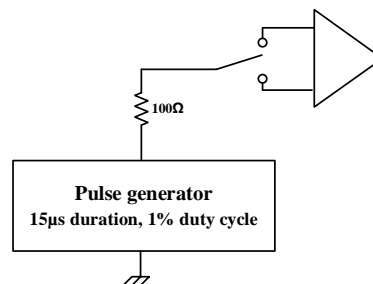 100Ω
Pulse generator
15μs duration, 1% duty cycle